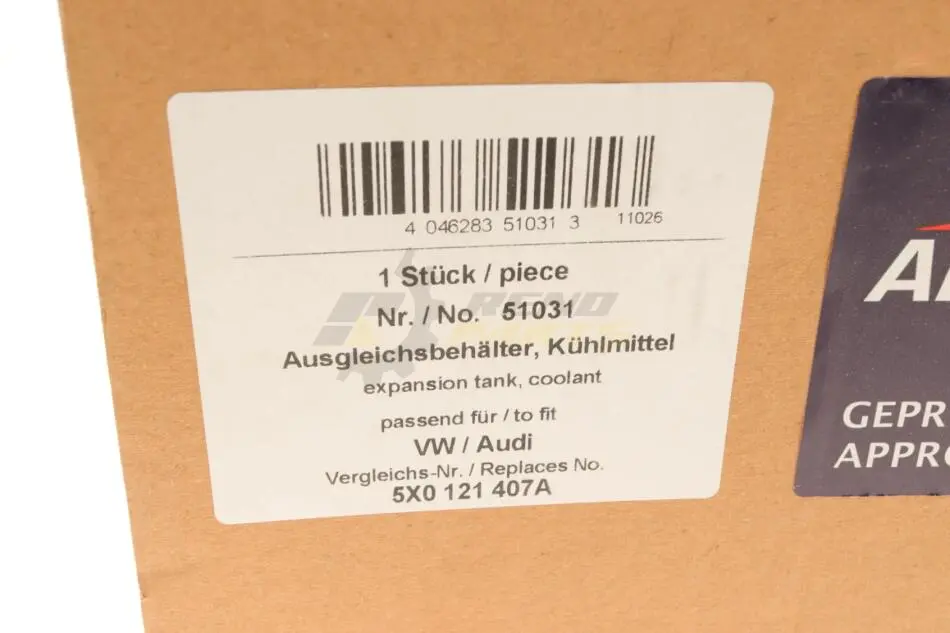 4 046283 51031 3 11026
1 Stück / piece
Nr. / No. 51031
Ausgleichsbehälter, Kühlmittel
expansion tank, coolant
passend für / to fit
VW / Audi
Vergleichs-Nr. / Replaces No.
5X0 121 407A
GEPR
APPRO